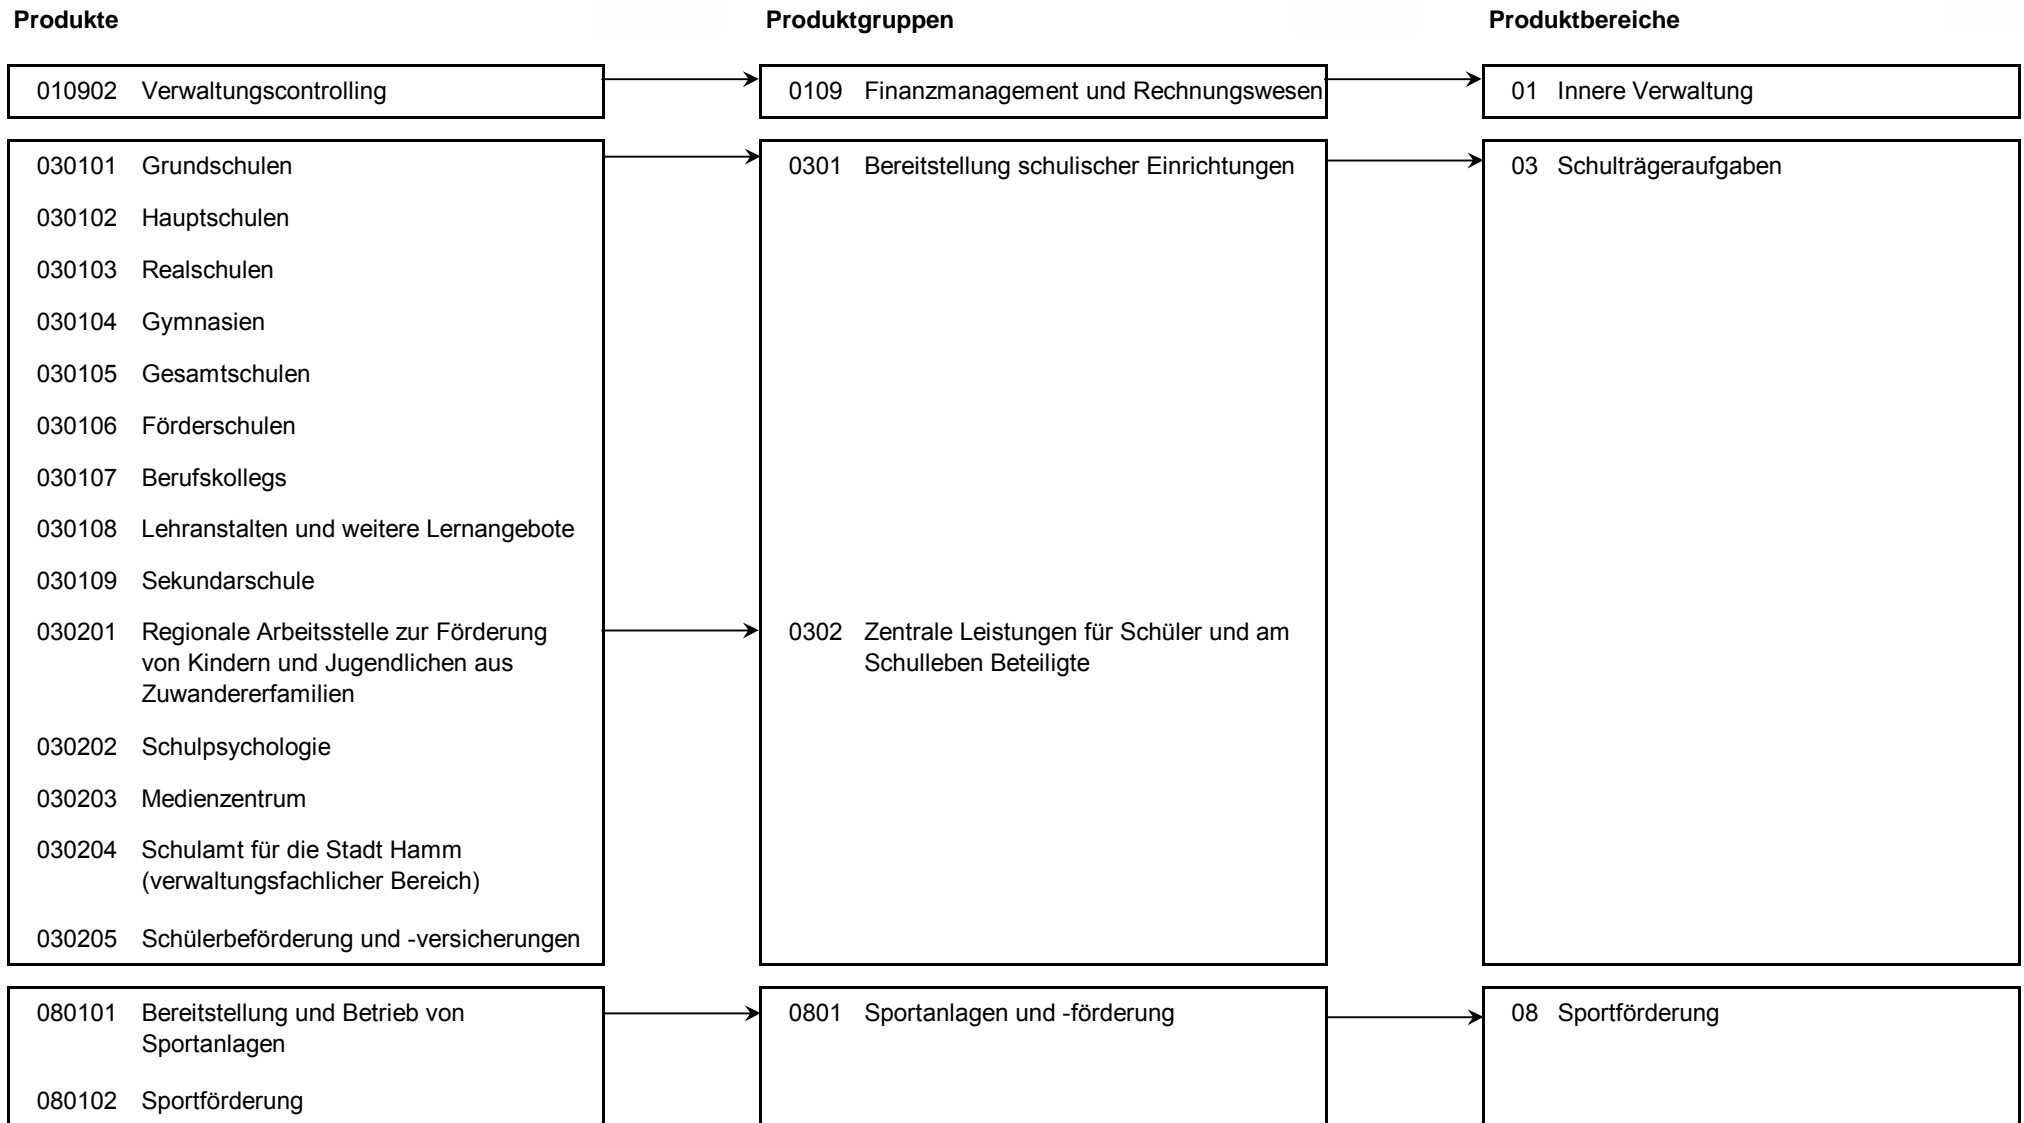 Produkte Produktgruppen Produktbereiche
010902 Verwaltungscontrolling 0109 Finanzmanagement und Rechnungswesen 01 Innere Verwaltung
030101 Grundschulen 0301 Bereitstellung schulischer Einrichtungen 03 Schulträgeraufgaben
030102 Hauptschulen
030103 Realschulen
030104 Gymnasien
030105 Gesamtschulen
030106 Förderschulen
030107 Berufskollegs
030108 Lehranstalten und weitere Lernangebote
030109 Sekundarschule
030201 Regionale Arbeitsstelle zur Förderung 0302 Zentrale Leistungen für Schüler und am
von Kindern und Jugendlichen aus Schulleben Beteiligte
Zuwandererfamilien
030202 Schulpsychologie
030203 Medienzentrum
030204 Schulamt für die Stadt Hamm
(verwaltungsfachlicher Bereich)
030205 Schülerbeförderung und -versicherungen
080101 Bereitstellung und Betrieb von 0801 Sportanlagen und -förderung 08 Sportförderung
Sportanlagen
080102 Sportförderung